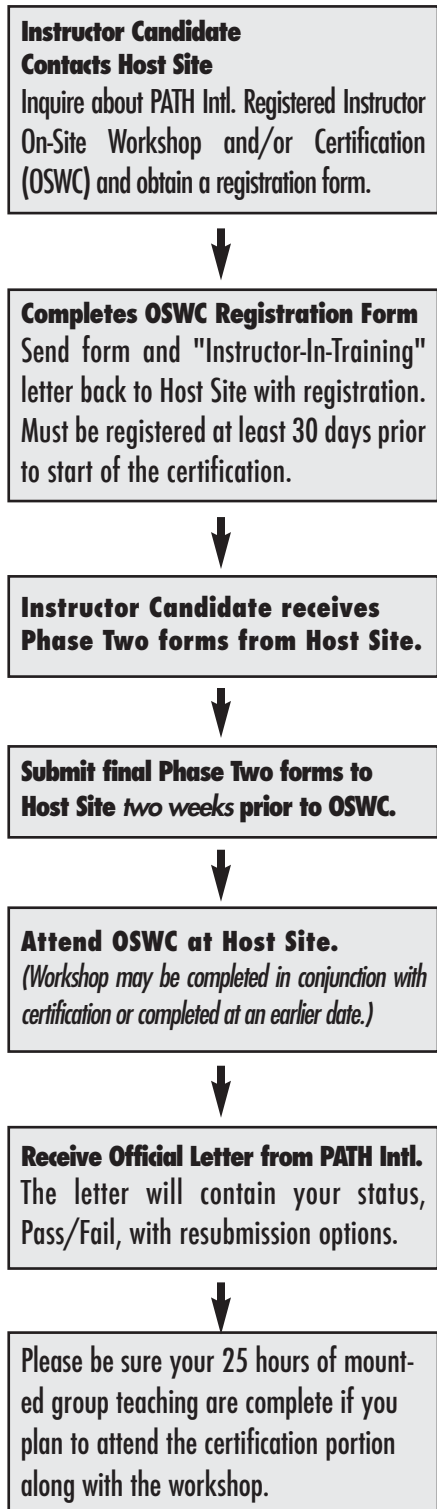 Instructor Candidate
Contacts Host Site
Inquire about PATH Intl. Registered Instructor
On-Site Workshop and/or Certification
(OSWC) and obtain a registration form.
Completes OSWC Registration Form
Send form and "Instructor-In-Training"
letter back to Host Site with registration.
Must be registered at least 30 days prior
to start of the certification.
Instructor Candidate receives
Phase Two forms from Host Site.
Submit final Phase Two forms to
Host Site two weeks prior to OSWC.
Attend OSWC at Host Site.
(Workshop may be completed in conjunction with
certification or completed at an earlier date.)
Receive Official Letter from PATH Intl.
The letter will contain your status,
Pass/Fail, with resubmission options.
Please be sure your 25 hours of mount-
ed group teaching are complete if you
plan to attend the certification portion
along with the workshop.